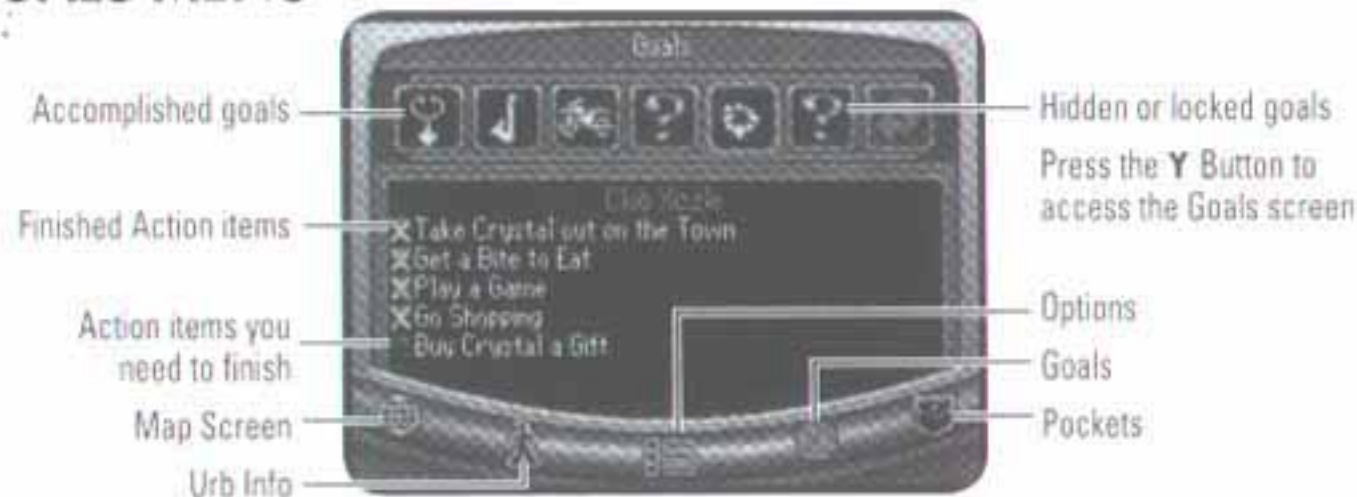 GOALS MENU
Goals
Accomplished goals
Hidden or locked goals
Press the Y Button to
access the Goals screen
Finished Action items
Take Crystal out on the Town
Get a Bite to Eat
Play a Game
Go Shopping
Buy Crystal a Gift
Action items you
need to finish
Map Screen
Urb Info
Options
Goals
Pockets